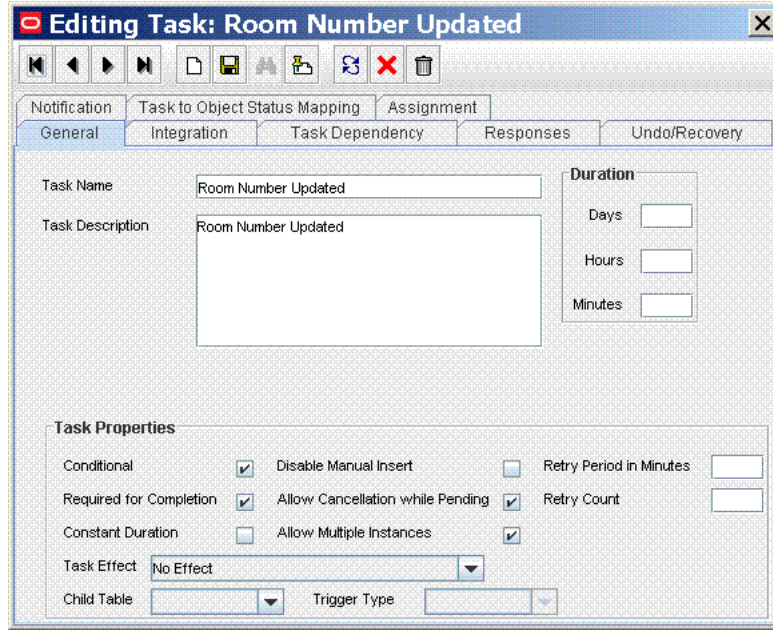 Editing Task: Room Number Updated
Notification Task to Object Status Mapping Assignment
General Integration Task Dependency Responses Undo/Recovery
Task Name Room Number Updated
Duration
Task Description Room Number Updated
Days
Hours
Minutes
Task Properties
Conditional Disable Manual Insert Retry Period in Minutes
Required for Completion Allow Cancellation while Pending Retry Count
Constant Duration Allow Multiple Instances
Task Effect No Effect
Child Table Trigger Type